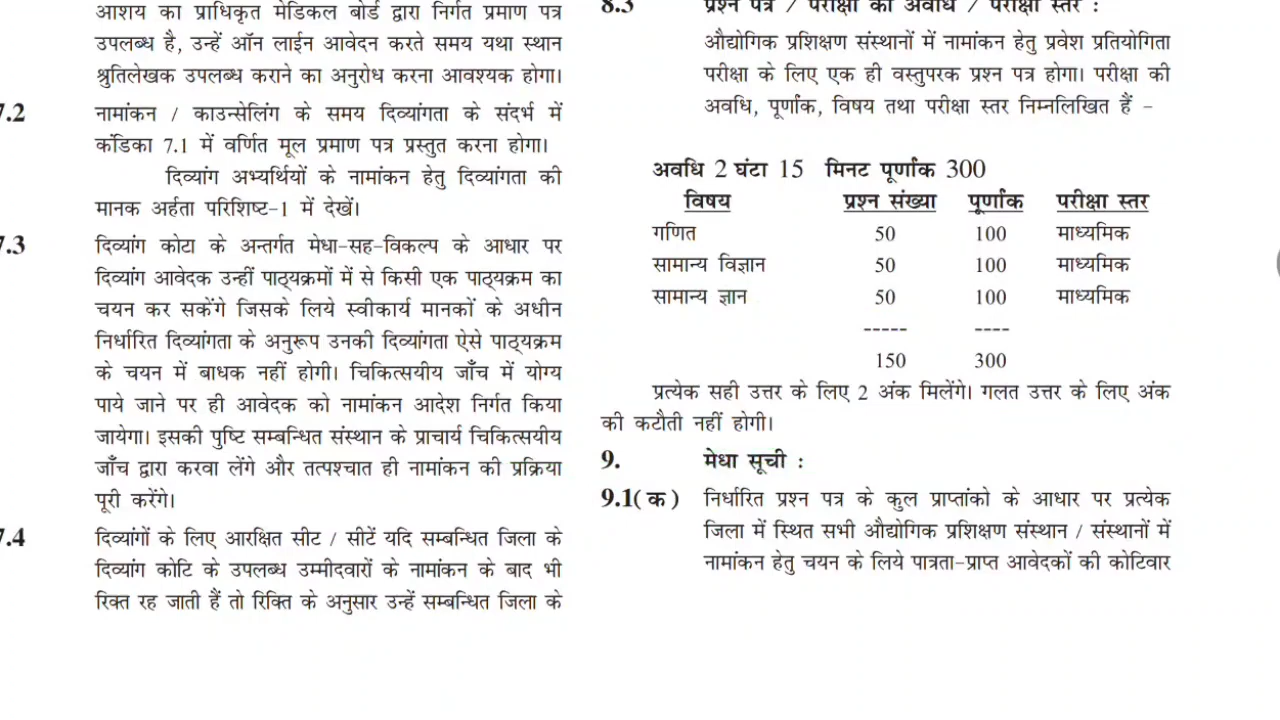 आशय का प्राधिकृत मेडिकल बोर्ड द्वारा निर्गत प्रमाण पत्र
उपलब्ध है, उन्हें ऑन लाईन आवेदन करते समय यथा स्थान
श्रुतिलेखक उपलब्ध कराने का अनुरोध करना आवश्यक होगा।
7.2 नामांकन / काउन्सेलिंग के समय दिव्यांगता के संदर्भ में
कंडिका 7.1 में वर्णित मूल प्रमाण पत्र प्रस्तुत करना होगा।
दिव्यांग अभ्यर्थियों के नामांकन हेतु दिव्यांगता की
मानक अर्हता परिशिष्ट-1 में देखें।
7.3 दिव्यांग कोटा के अन्तर्गत मेधा-सह-विकल्प के आधार पर
दिव्यांग आवेदक उन्हीं पाठ्यक्रमों में से किसी एक पाठ्यक्रम का
चयन कर सकेंगे जिसके लिये स्वीकार्य मानकों के अधीन
निर्धारित दिव्यांगता के अनुरूप उनकी दिव्यांगता ऐसे पाठ्यक्रम
के चयन में बाधक नहीं होगी। चिकित्सयीय जाँच में योग्य
पाये जाने पर ही आवेदक को नामांकन आदेश निर्गत किया
जायेगा। इसकी पुष्टि सम्बन्धित संस्थान के प्राचार्य चिकित्सयीय
जाँच द्वारा करवा लेंगे और तत्पश्चात ही नामांकन की प्रक्रिया
पूरी करेंगे।
7.4 दिव्यांगों के लिए आरक्षित सीट / सीटें यदि सम्बन्धित जिला के
दिव्यांग कोटि के उपलब्ध उम्मीदवारों के नामांकन के बाद भी
रिक्त रह जाती हैं तो रिक्ति के अनुसार उन्हें सम्बन्धित जिला के
8.3 प्रश्न पत्र / परीक्षा की अवधि / परीक्षा स्तर :
औद्योगिक प्रशिक्षण संस्थानों में नामांकन हेतु प्रवेश प्रतियोगिता
परीक्षा के लिए एक ही वस्तुपरक प्रश्न पत्र होगा। परीक्षा की
अवधि, पूर्णांक, विषय तथा परीक्षा स्तर निम्नलिखित हैं -
अवधि 2 घंटा 15 मिनट पूर्णांक 300
विषय प्रश्न संख्या पूर्णांक परीक्षा स्तर
गणित 50 100 माध्यमिक
सामान्य विज्ञान 50 100 माध्यमिक
सामान्य ज्ञान 50 100 माध्यमिक
----- ----
150 300
प्रत्येक सही उत्तर के लिए 2 अंक मिलेंगे। गलत उत्तर के लिए अंक
की कटौती नहीं होगी।
9. मेधा सूची :
9.1(क) निर्धारित प्रश्न पत्र के कुल प्राप्तांको के आधार पर प्रत्येक
जिला में स्थित सभी औद्योगिक प्रशिक्षण संस्थान / संस्थानों में
नामांकन हेतु चयन के लिये पात्रता-प्राप्त आवेदकों की कोटिवार